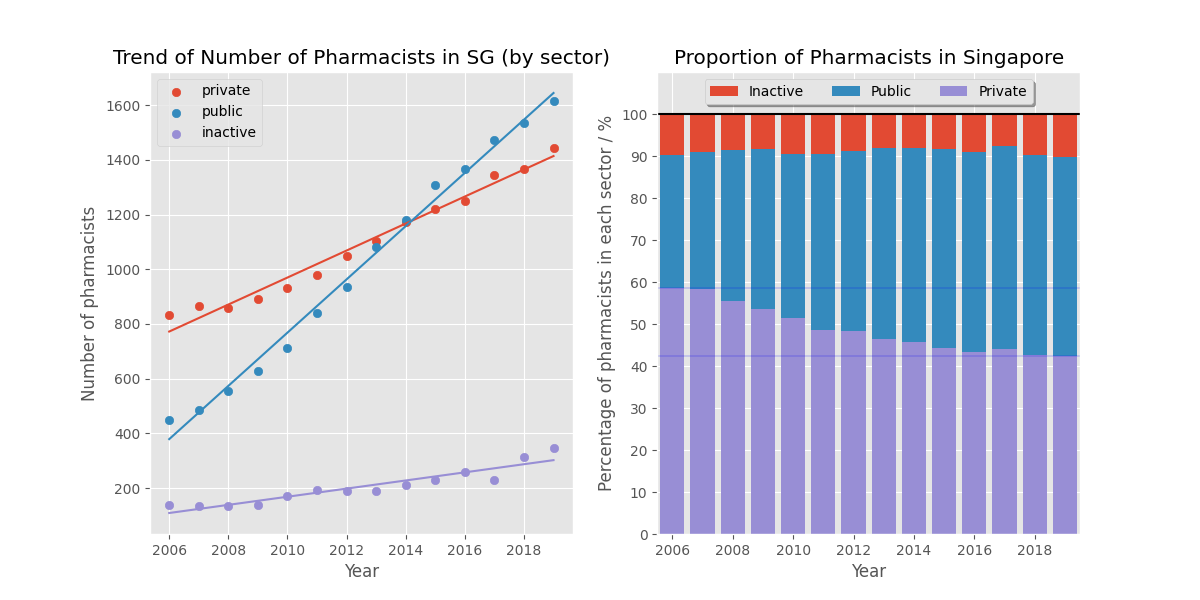 Trend of Number of Pharmacists in SG (by sector)
private
public
inactive
Number of pharmacists
1600
1400
1200
1000
800
600
400
200
2006 2008 2010 2012 2014 2016 2018
Year
Proportion of Pharmacists in Singapore
Inactive Public Private
Percentage of pharmacists in each sector / %
100
90
80
70
60
50
40
30
20
10
0
2006 2008 2010 2012 2014 2016 2018
Year